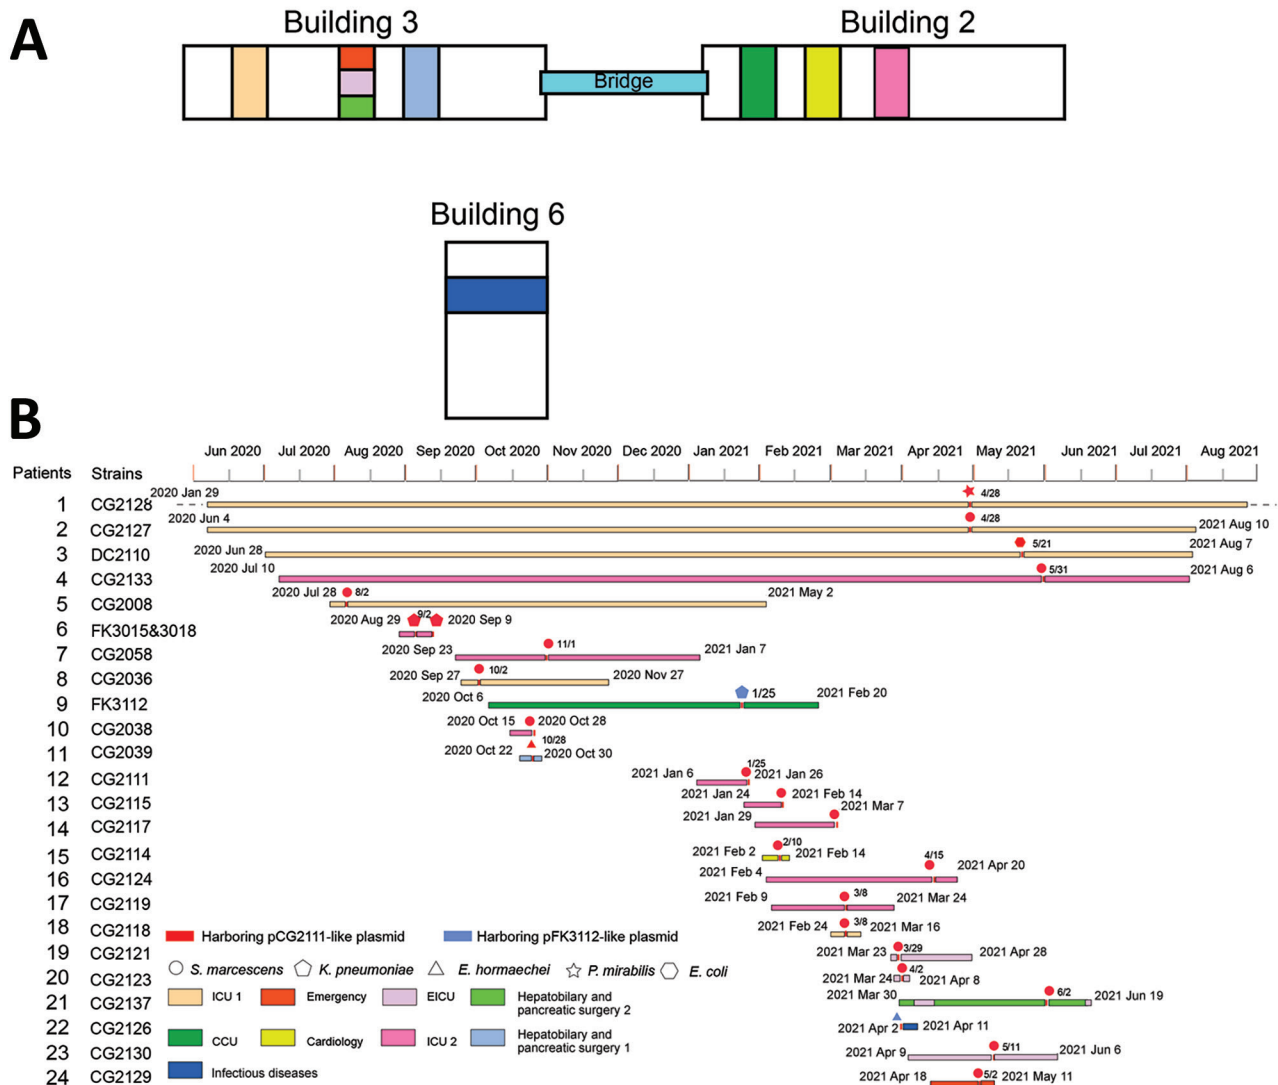 A
Building 3
Building 2
Bridge
Building 6
B
Jun 2020 Jul 2020 Aug 2020 Sep 2020 Oct 2020 Nov 2020 Dec 2020 Jan 2021 Feb 2021 Mar 2021 Apr 2021 May 2021 Jun 2021 Jul 2021 Aug 2021
Patients Strains
1 CG2128 2020 Jan 29 4/28
2 CG2127 2020 Jun 4 4/28 2021 Aug 10
3 DC2110 2020 Jun 28 5/21 2021 Aug 7
4 CG2133 2020 Jul 10 5/31 2021 Aug 6
5 CG2008 2020 Jul 28 8/2 2021 May 2
6 FK3015&3018 2020 Aug 29 9/2 2020 Sep 9
7 CG2058 2020 Sep 23 11/1 2021 Jan 7
8 CG2036 2020 Sep 27 10/2 2020 Nov 27
9 FK3112 2020 Oct 6 1/25 2021 Feb 20
10 CG2038 2020 Oct 15 2020 Oct 28
11 CG2039 2020 Oct 22 10/28 2020 Oct 30
12 CG2111 2021 Jan 6 1/25 2021 Jan 26
13 CG2115 2021 Jan 24 2021 Feb 14
14 CG2117 2021 Jan 29 2021 Mar 7
15 CG2114 2021 Feb 2 2/10 2021 Feb 14
16 CG2124 2021 Feb 4 4/15 2021 Apr 20
17 CG2119 2021 Feb 9 3/8 2021 Mar 24
18 CG2118 2021 Feb 24 3/8 2021 Mar 16
19 CG2121 2021 Mar 23 3/29 2021 Apr 28
20 CG2123 2021 Mar 24 4/2 2021 Apr 8
21 CG2137 2021 Mar 30 6/2 2021 Jun 19
22 CG2126 2021 Apr 2 2021 Apr 11
23 CG2130 2021 Apr 9 5/11 2021 Jun 6
24 CG2129 2021 Apr 18 5/2 2021 May 11
Harboring pCG2111-like plasmid Harboring pFK3112-like plasmid
S. marcescens K. pneumoniae E. hormaechei P. mirabilis E. coli
ICU 1 Emergency EICU Hepatobilary and
pancreatic surgery 2
CCU Cardiology ICU 2 Hepatobilary and
pancreatic surgery 1
Infectious diseases